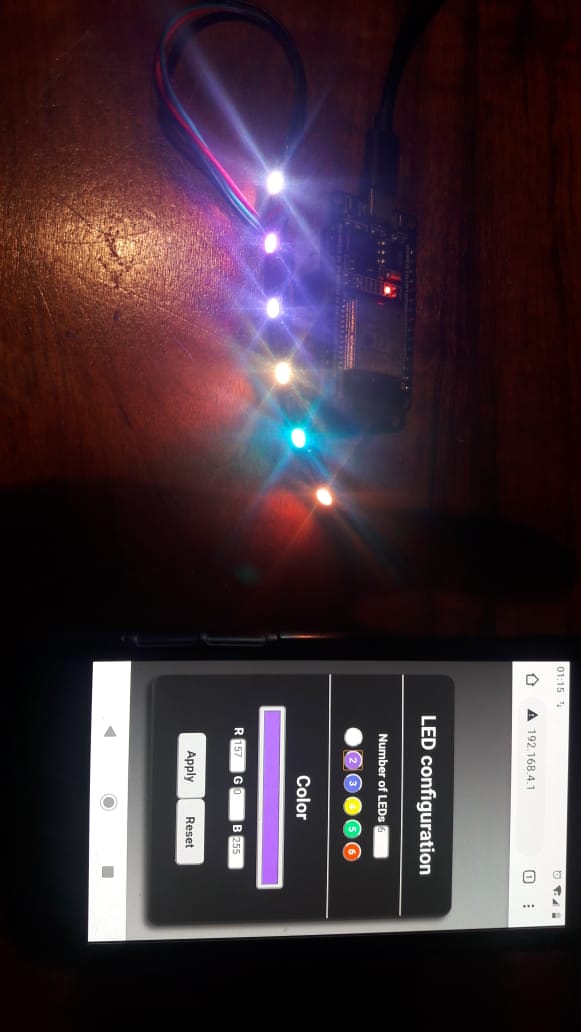 01:15
192.168.4.1
1
LED configuration
Number of LEDs 6
2 3 4 5 6
Color
R 157 G 0 B 255
Apply Reset